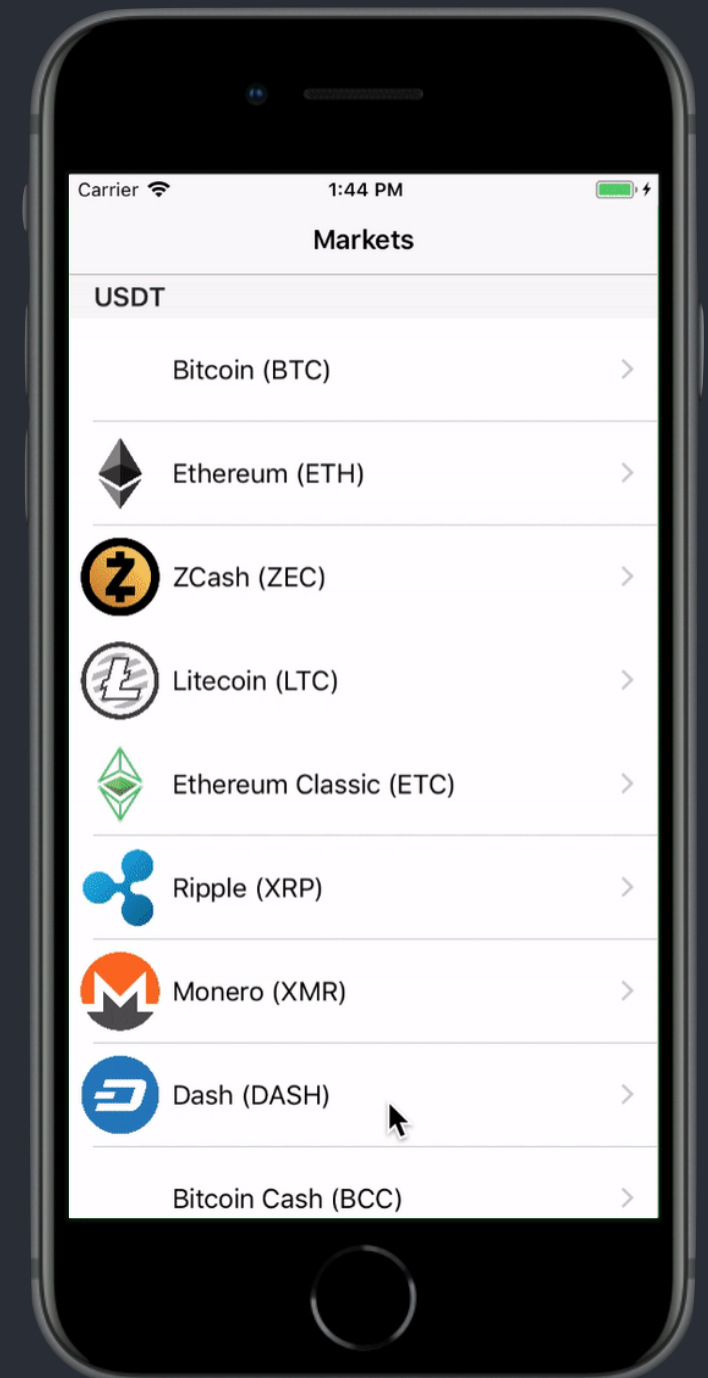 Carrier 1:44 PM
Markets
USDT
Bitcoin (BTC)
Ethereum (ETH)
ZCash (ZEC)
Litecoin (LTC)
Ethereum Classic (ETC)
Ripple (XRP)
Monero (XMR)
Dash (DASH)
Bitcoin Cash (BCC)